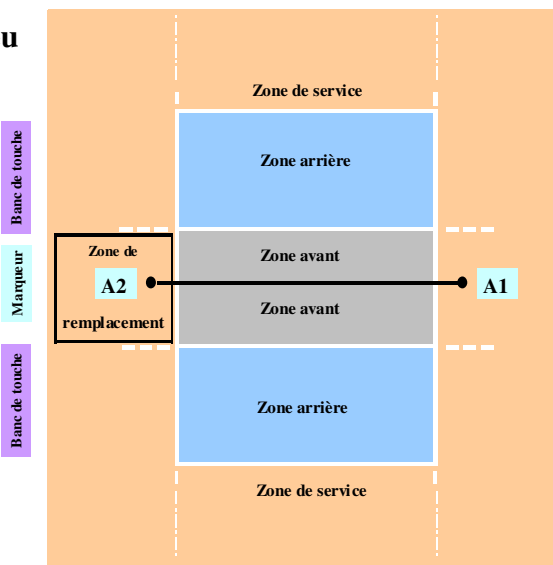 u
Zone de service
Banc de touche
Zone arrière
Zone de
A2
remplacement
Marqueur
Zone avant
Zone avant
A1
Banc de touche
Zone arrière
Zone de service